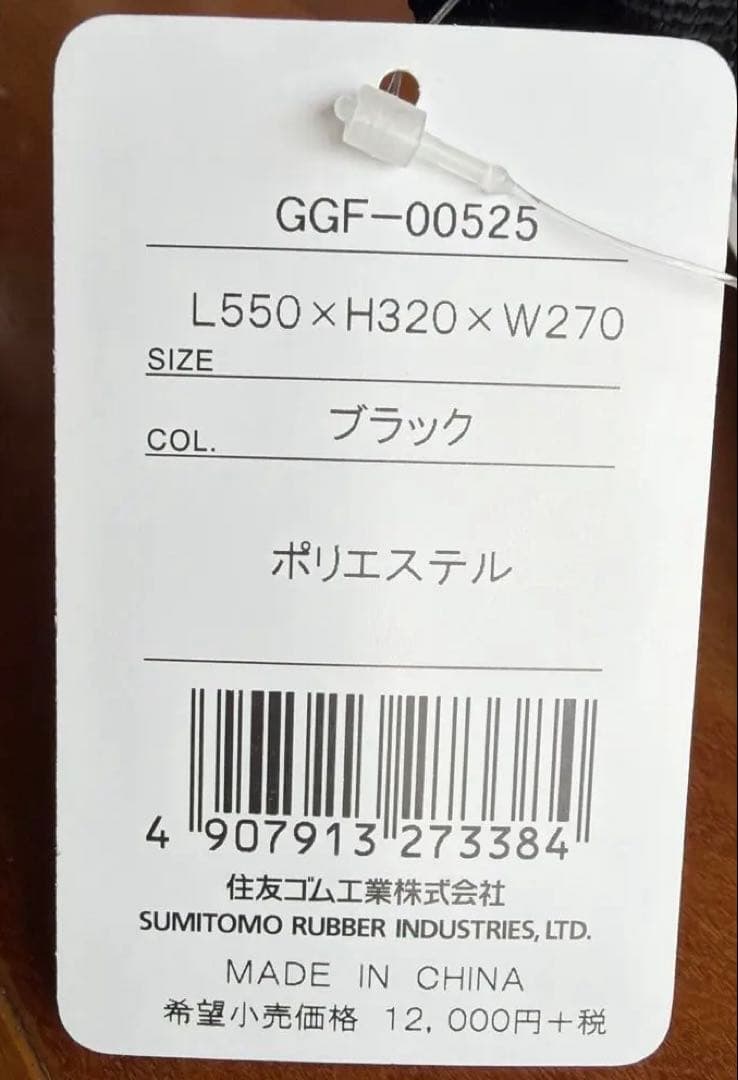 GGF-00525
L550×H320×W270
SIZE
ブラック
COL.
ポリエステル
4 907913 273384
住友ゴム工業株式会社
SUMITOMO RUBBER INDUSTRIES, LTD.
MADE IN CHINA
希望小売価格 12,000円+税